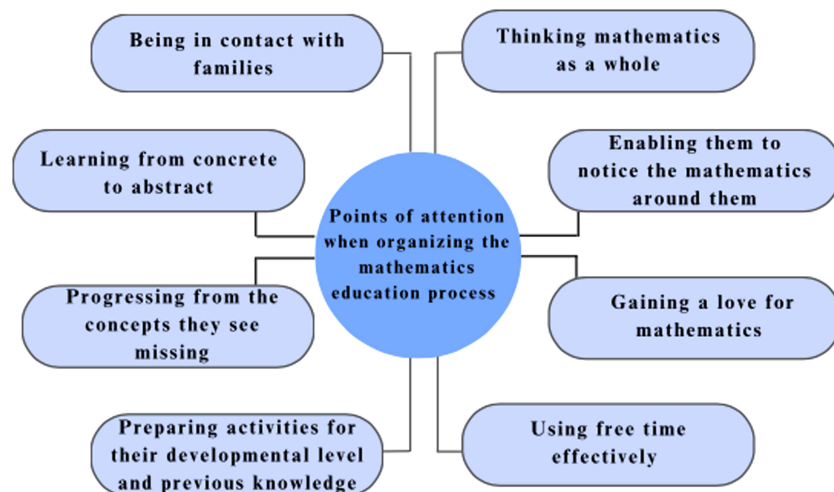 Being in contact with
families
Thinking mathematics
as a whole
Learning from concrete
to abstract
Enabling them to
notice the mathematics
around them
Points of attention
when organizing the
mathematics
education process
Progressing from the
concepts they see
missing
Gaining a love for
mathematics
Preparing activities for
their developmental level
and previous knowledge
Using free time
effectively